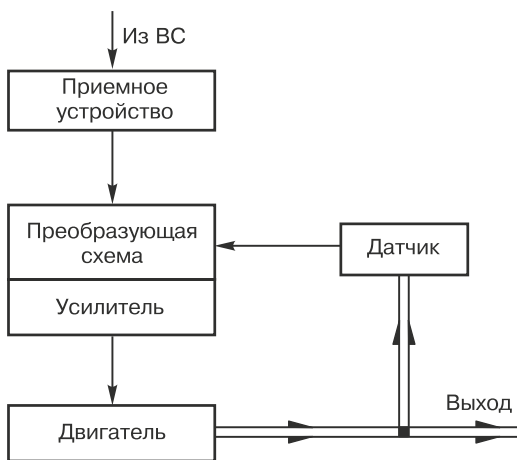 Из ВС
Приемное
устройство
Преобразующая
схема
Датчик
Усилитель
Выход
Двигатель